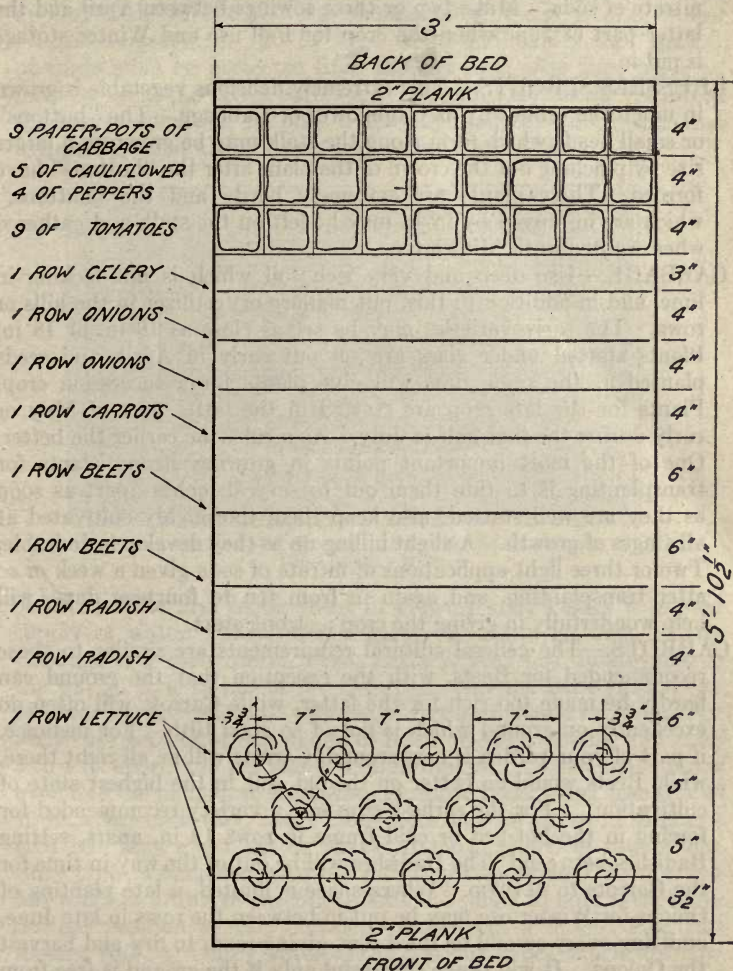 3'
BACK OF BED
2" PLANK
9 PAPER-POTS OF
CABBAGE
4"
5 OF CAULIFLOWER
4 OF PEPPERS
4"
9 OF TOMATOES
4"
1 ROW CELERY
3"
1 ROW ONIONS
4"
1 ROW ONIONS
4"
1 ROW CARROTS
4"
1 ROW BEETS
6"
1 ROW BEETS
6"
1 ROW RADISH
4"
1 ROW RADISH
4"
5'-10½"
1 ROW LETTUCE
3¾" 7" 7" 7" 3¾"
6"
7" 7"
5"
5"
3½"
2" PLANK
FRONT OF BED